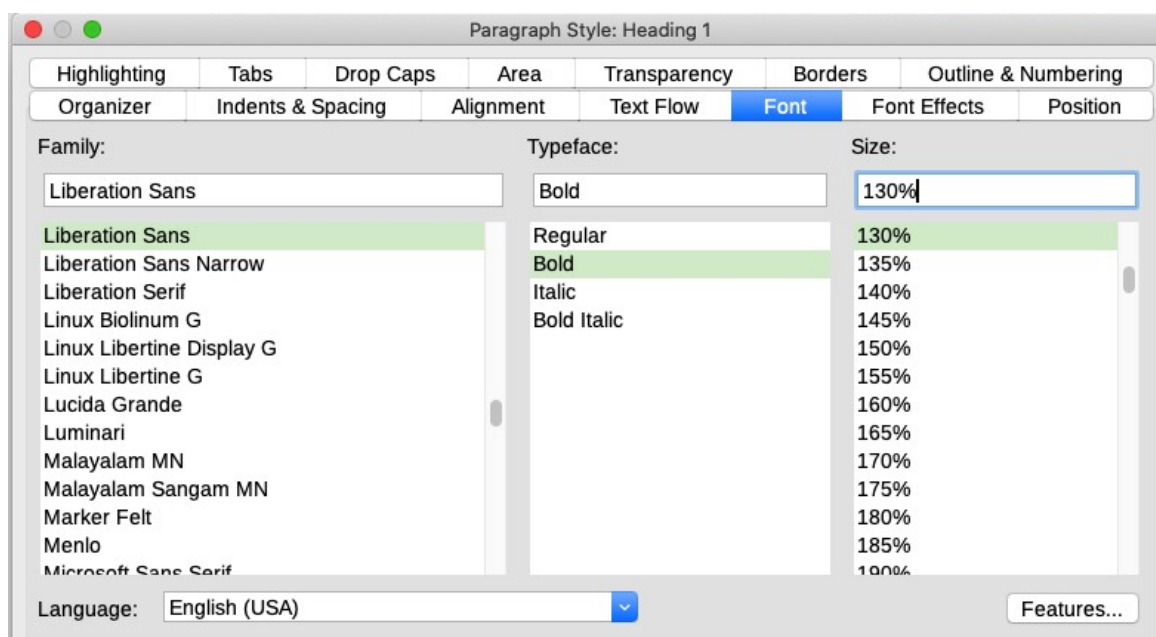 Paragraph Style: Heading 1
Highlighting Tabs Drop Caps Area Transparency Borders Outline & Numbering
Organizer Indents & Spacing Alignment Text Flow Font Font Effects Position
Family: Typeface: Size:
Liberation Sans Bold 130%
Liberation Sans Regular 130%
Liberation Sans Narrow Bold 135%
Liberation Serif Italic 140%
Linux Biolinum G Bold Italic 145%
Linux Libertine Display G 150%
Linux Libertine G 155%
Lucida Grande 160%
Luminari 165%
Malayalam MN 170%
Malayalam Sangam MN 175%
Marker Felt 180%
Menlo 185%
Microsoft Sans Serif 190%
Language: English (USA) Features...